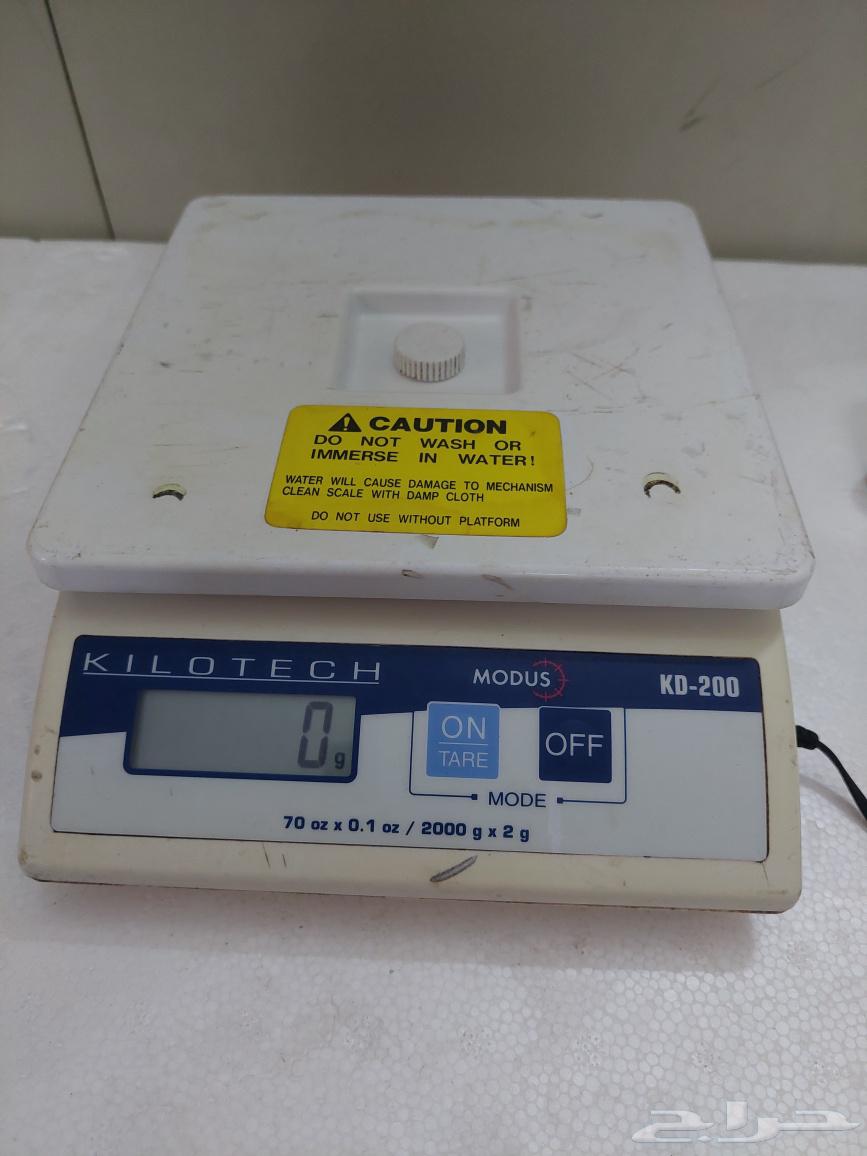 CAUTION
DO NOT WASH OR
IMMERSE IN WATER!
WATER WILL CAUSE DAMAGE TO MECHANISM
CLEAN SCALE WITH DAMP CLOTH
DO NOT USE WITHOUT PLATFORM
KILOTECH
MODUS
KD-200
0g
ON
TARE
OFF
MODE
70 oz x 0.1 oz / 2000 g x 2 g
حراج